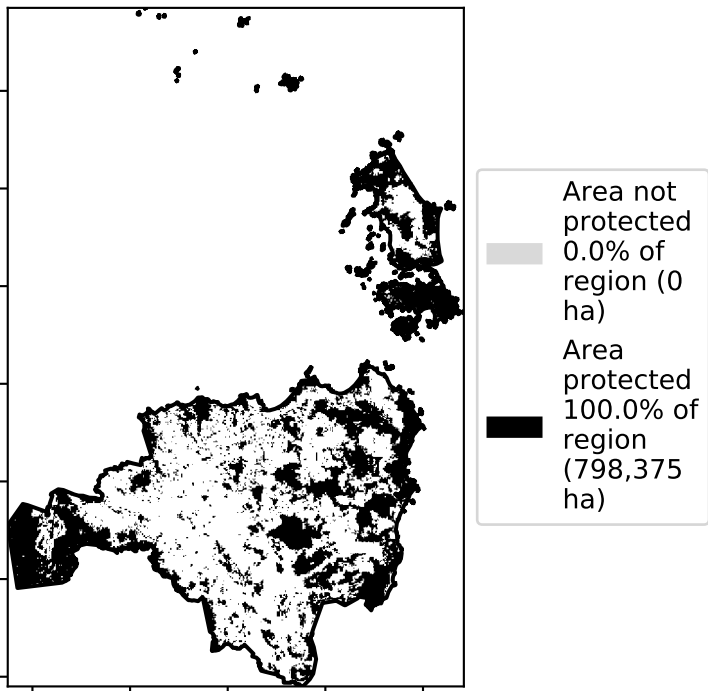 Area not
protected
0.0% of
region (0
ha)
Area
protected
100.0% of
region
(798,375
ha)